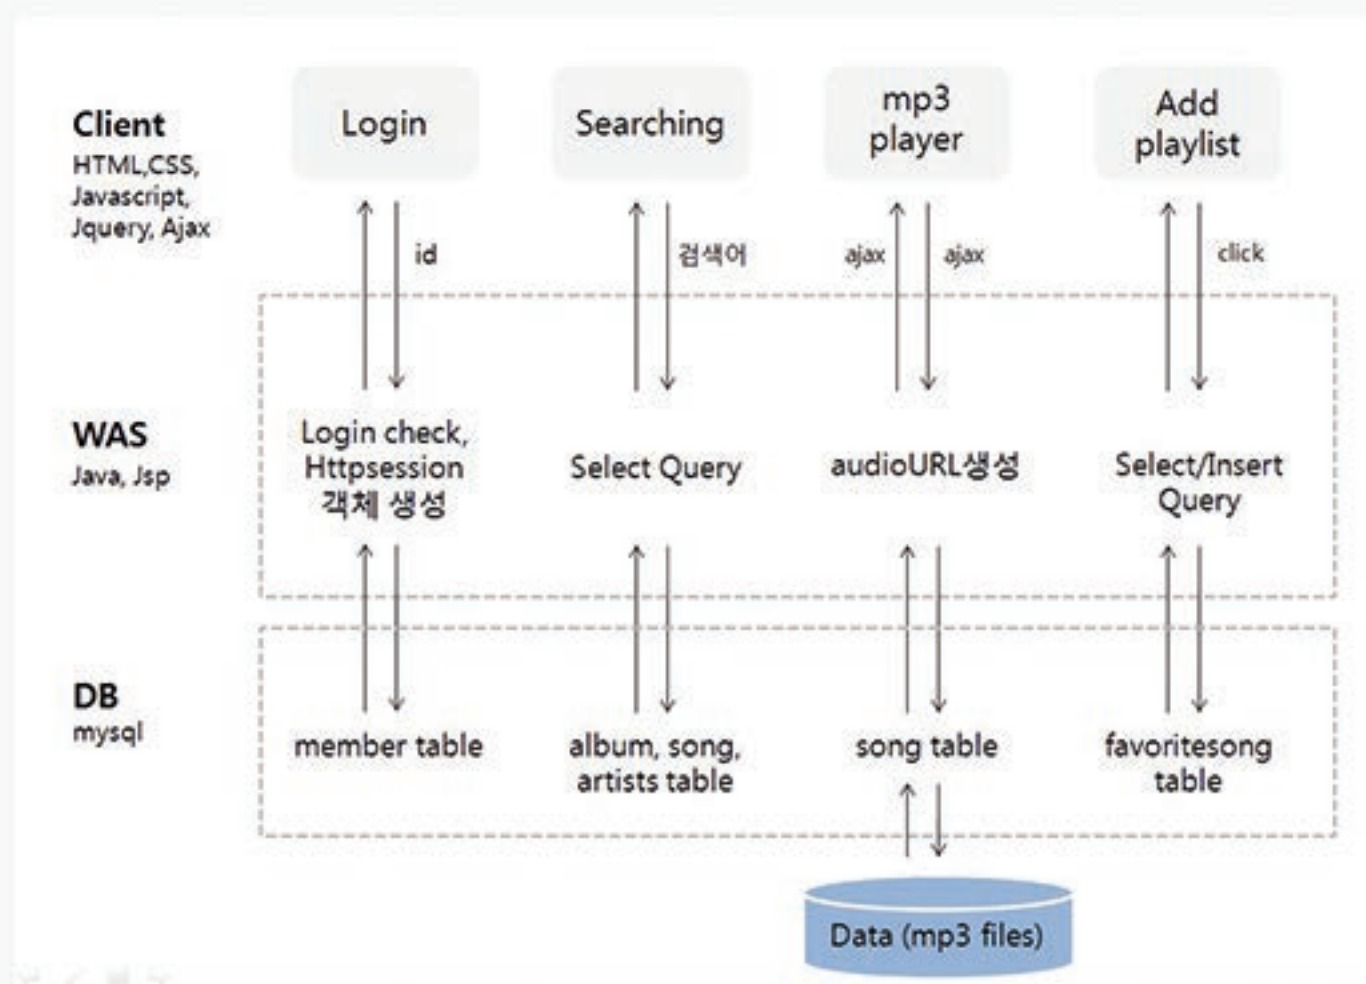 Client
HTML,CSS,
Javascript,
Jquery, Ajax
Login
Searching
mp3
player
Add
playlist
id
검색어
ajax
ajax
click
WAS
Java, Jsp
Login check,
Httpsession
객체 생성
Select Query
audioURL생성
Select/Insert
Query
DB
mysql
member table
album, song,
artists table
song table
favoritesong
table
Data (mp3 files)